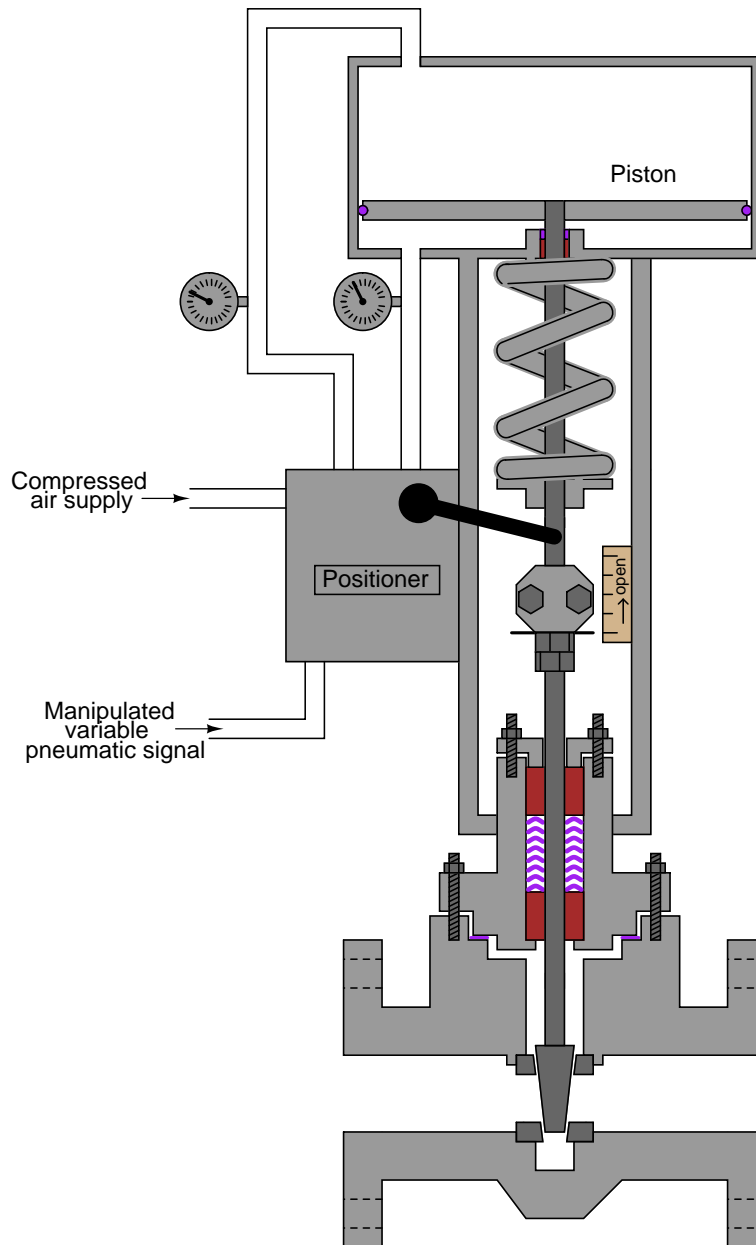 Piston
Compressed
air supply
Positioner
open
Manipulated
variable
pneumatic signal